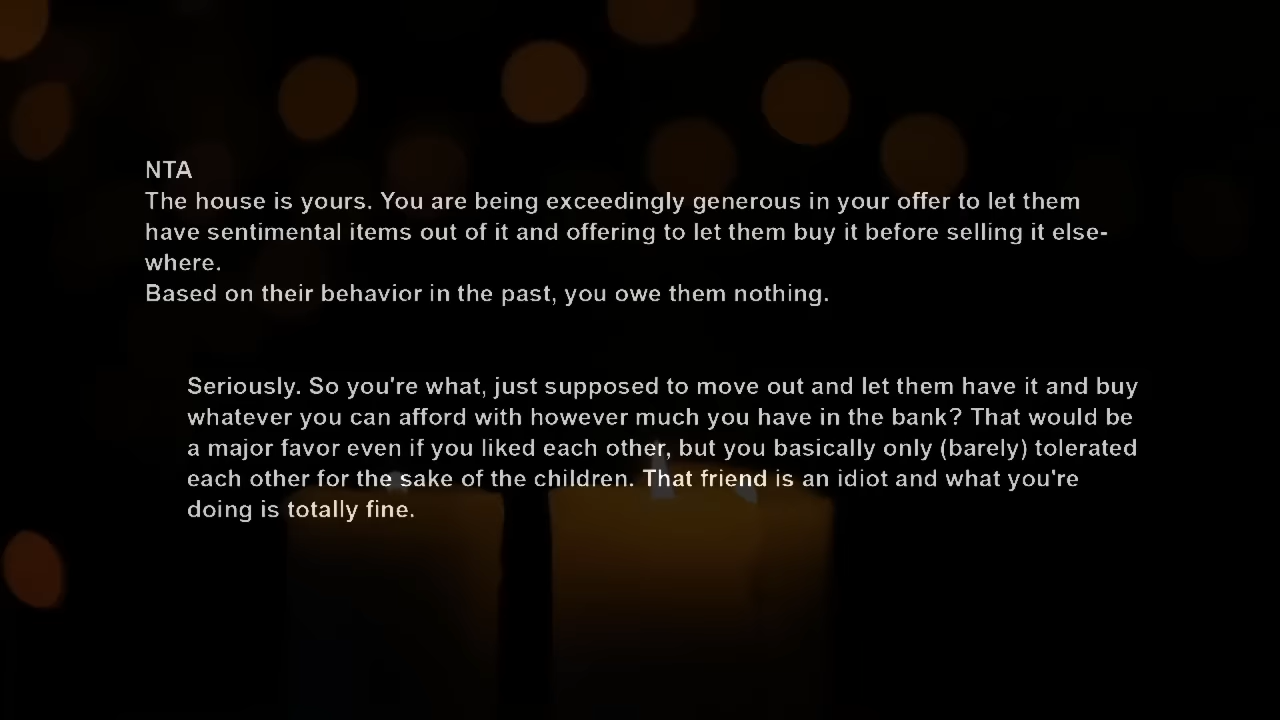 NTA
The house is yours. You are being exceedingly generous in your offer to let them
have sentimental items out of it and offering to let them buy it before selling it else-
where.
Based on their behavior in the past, you owe them nothing.
Seriously. So you're what, just supposed to move out and let them have it and buy
whatever you can afford with however much you have in the bank? That would be
a major favor even if you liked each other, but you basically only (barely) tolerated
each other for the sake of the children. That friend is an idiot and what you're
doing is totally fine.